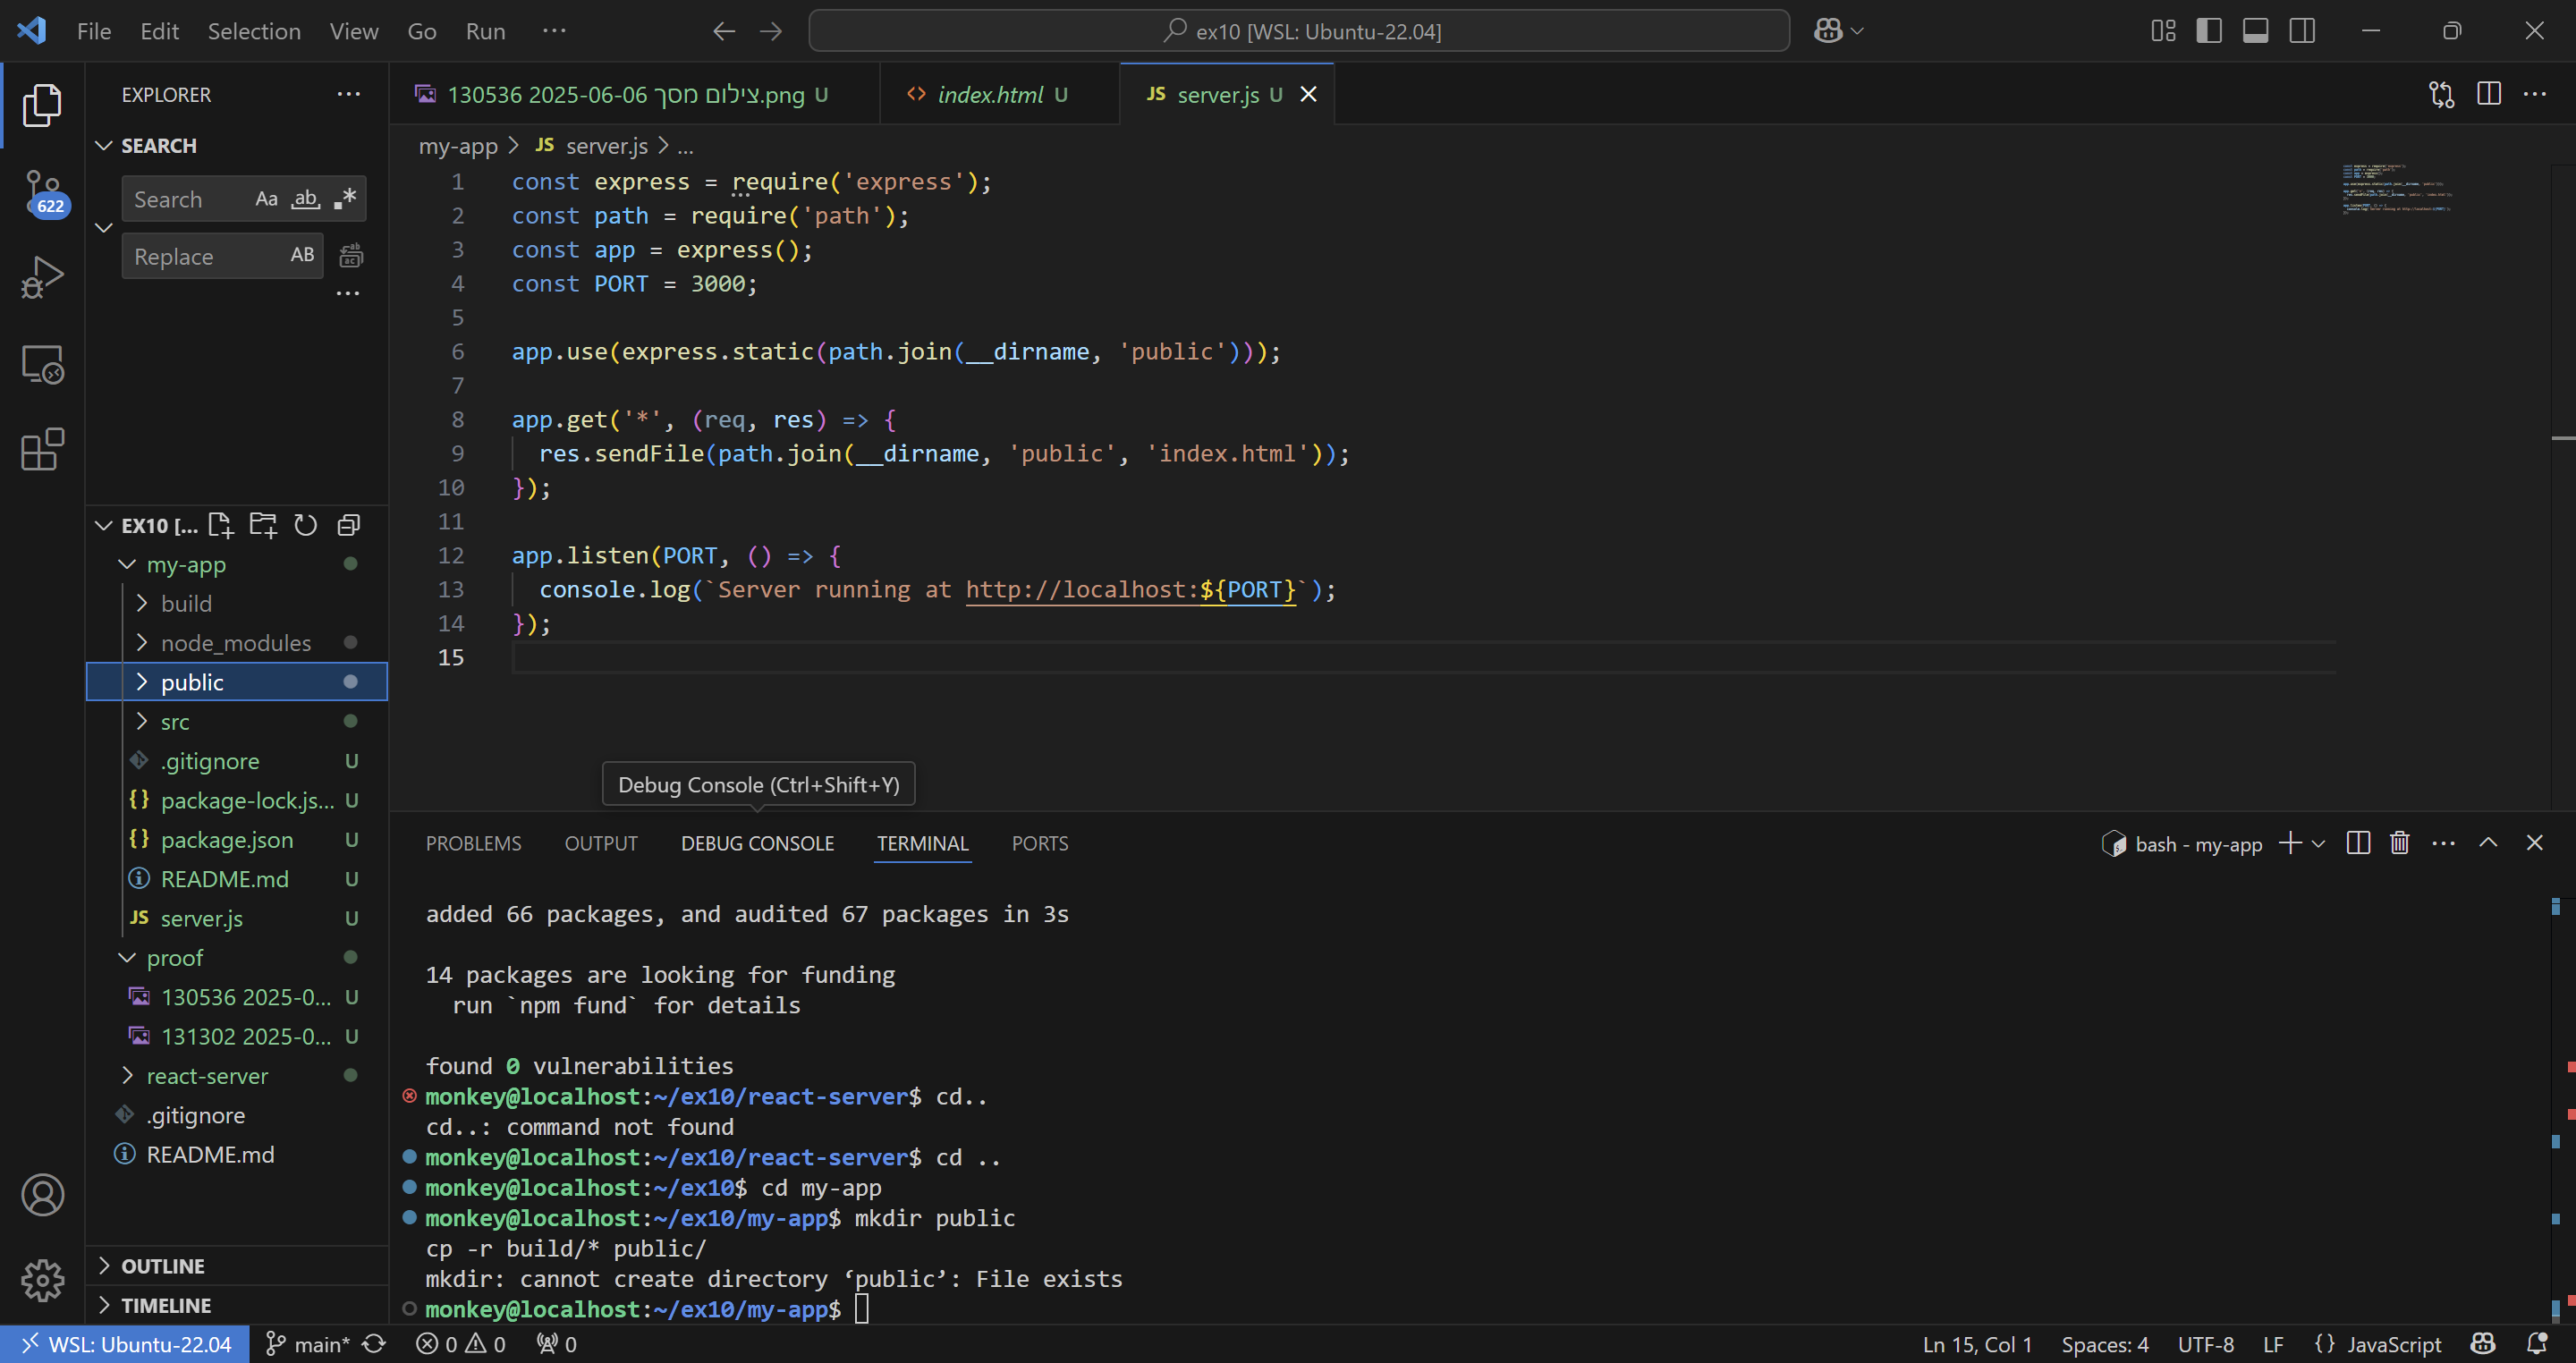 File Edit Selection View Go Run ···
ex10 [WSL: Ubuntu-22.04]
EXPLORER
SEARCH
Search Aa ab
Replace AB
622
EX10 [...
my-app
build
node_modules
public
src
.gitignore U
package-lock.js... U
package.json U
README.md U
server.js U
proof
130536 2025-0... U
131302 2025-0... U
react-server
.gitignore
README.md
OUTLINE
TIMELINE
צילום מסך 2025-06-06 130536.png U
index.html U
JS server.js U
my-app > JS server.js > ...
1 const express = require('express');
2 const path = require('path');
3 const app = express();
4 const PORT = 3000;
5
6 app.use(express.static(path.join(__dirname, 'public')));
7
8 app.get('*', (req, res) => {
9 res.sendFile(path.join(__dirname, 'public', 'index.html'));
10 });
11
12 app.listen(PORT, () => {
13 console.log(`Server running at http://localhost:${PORT}`);
14 });
15
Debug Console (Ctrl+Shift+Y)
PROBLEMS OUTPUT DEBUG CONSOLE TERMINAL PORTS
bash - my-app
added 66 packages, and audited 67 packages in 3s
14 packages are looking for funding
run `npm fund` for details
found 0 vulnerabilities
monkey@localhost:~/ex10/react-server$ cd..
cd..: command not found
monkey@localhost:~/ex10/react-server$ cd ..
monkey@localhost:~/ex10$ cd my-app
monkey@localhost:~/ex10/my-app$ mkdir public
cp -r build/* public/
mkdir: cannot create directory ‘public’: File exists
monkey@localhost:~/ex10/my-app$
WSL: Ubuntu-22.04 main* 0 0 0
Ln 15, Col 1 Spaces: 4 UTF-8 LF {} JavaScript